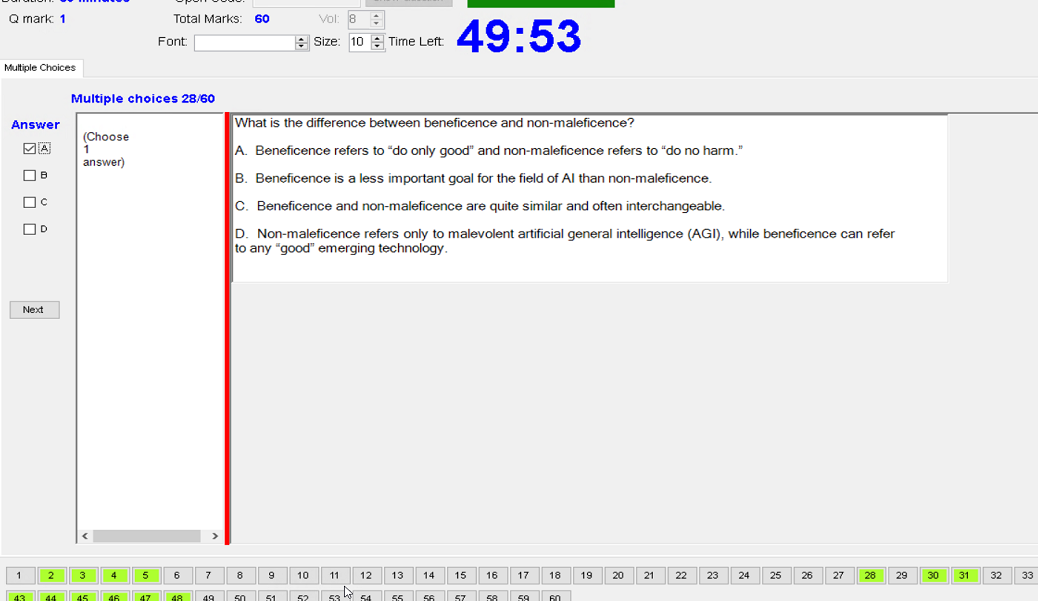 Q mark: 1 Total Marks: 60 Vol: 8
Font: Size: 10 Time Left: 49:53
Multiple Choices
Multiple choices 28/60
Answer
A
B
C
D
Next
(Choose
1
answer)
What is the difference between beneficence and non-maleficence?
A. Beneficence refers to “do only good” and non-maleficence refers to “do no harm.”
B. Beneficence is a less important goal for the field of AI than non-maleficence.
C. Beneficence and non-maleficence are quite similar and often interchangeable.
D. Non-maleficence refers only to malevolent artificial general intelligence (AGI), while beneficence can refer
to any “good” emerging technology.
1 2 3 4 5 6 7 8 9 10 11 12 13 14 15 16 17 18 19 20 21 22 23 24 25 26 27 28 29 30 31 32 33
43 44 45 46 47 48 49 50 51 52 53 54 55 56 57 58 59 60